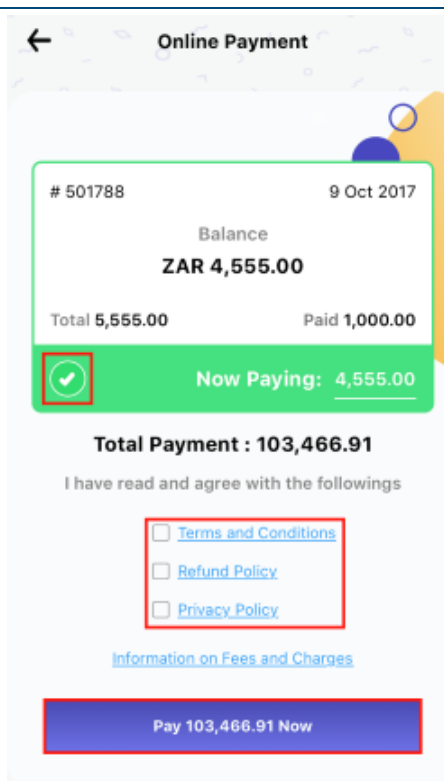 Online Payment
# 501788 9 Oct 2017
Balance
ZAR 4,555.00
Total 5,555.00 Paid 1,000.00
Now Paying: 4,555.00
Total Payment : 103,466.91
I have read and agree with the followings
Terms and Conditions
Refund Policy
Privacy Policy
Information on Fees and Charges
Pay 103,466.91 Now